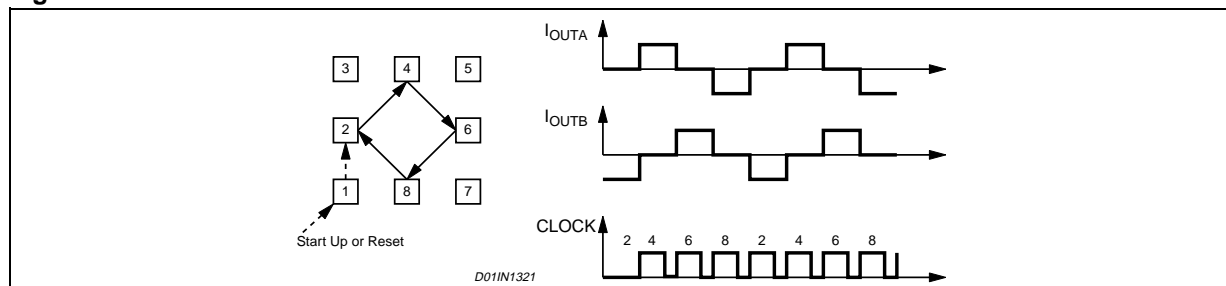 3 4 5
2 6
1 8 7
Start Up or Reset
D01IN1321
IOUTA
IOUTB
CLOCK
2 4 6 8 2 4 6 8